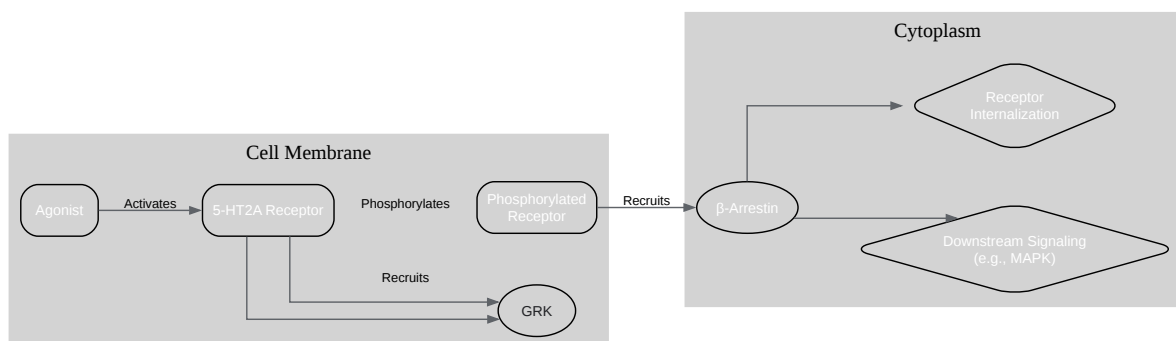 Cytoplasm
Receptor
Internalization
Cell Membrane
Agonist
Activates
5-HT2A Receptor
Phosphorylates
Phosphorylated
Receptor
Recruits
β-Arrestin
Downstream Signaling
(e.g., MAPK)
Recruits
GRK